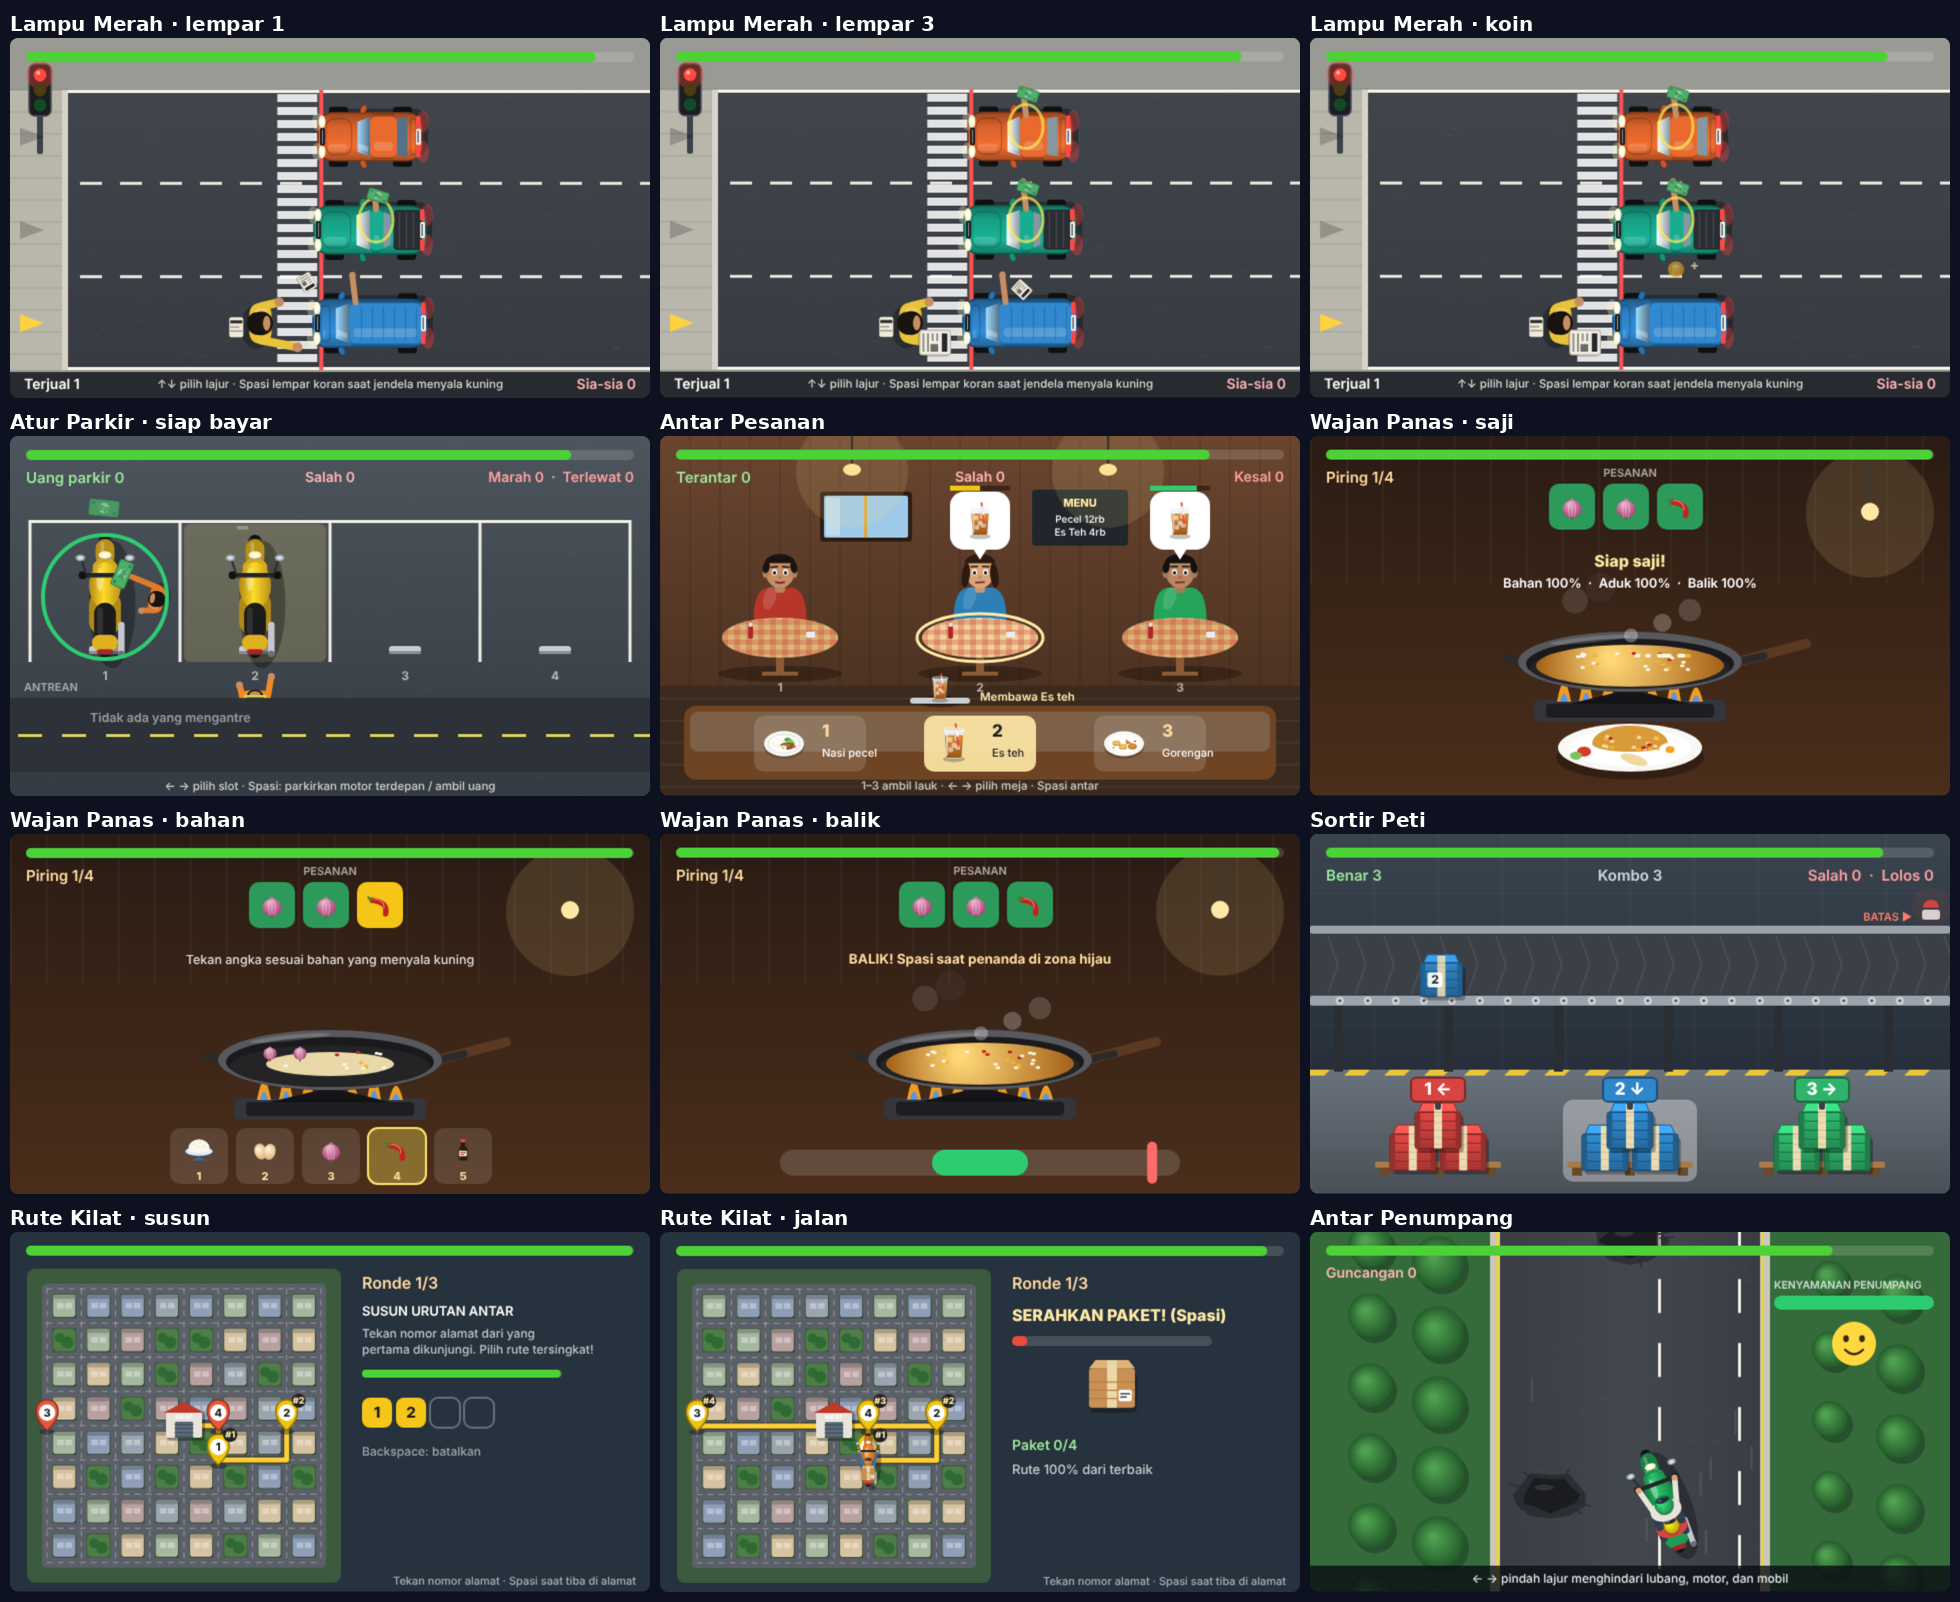 Lampu Merah · lempar 1
Terjual 1
↑↓ pilih lajur · Spasi lempar koran saat jendela menyala kuning
Sia-sia 0
Lampu Merah · lempar 3
Terjual 1
↑↓ pilih lajur · Spasi lempar koran saat jendela menyala kuning
Sia-sia 0
Lampu Merah · koin
+
Terjual 1
↑↓ pilih lajur · Spasi lempar koran saat jendela menyala kuning
Sia-sia 0
Atur Parkir · siap bayar
Uang parkir 0
Salah 0
Marah 0 · Terlewat 0
1
2
3
4
ANTREAN
Tidak ada yang mengantre
← → pilih slot · Spasi: parkirkan motor terdepan / ambil uang
Antar Pesanan
Terantar 0
Salah 0
Kesal 0
MENU
Pecel 12rb
Es Teh 4rb
1
2
3
Membawa Es teh
1
Nasi pecel
2
Es teh
3
Gorengan
1–3 ambil lauk · ← → pilih meja · Spasi antar
Wajan Panas · saji
Piring 1/4
PESANAN
Siap saji!
Bahan 100% · Aduk 100% · Balik 100%
Wajan Panas · bahan
Piring 1/4
PESANAN
Tekan angka sesuai bahan yang menyala kuning
1
2
3
4
5
Wajan Panas · balik
Piring 1/4
PESANAN
BALIK! Spasi saat penanda di zona hijau
Sortir Peti
Benar 3
Kombo 3
Salah 0 · Lolos 0
BATAS ▶
2
1 ←
2 ↓
3 →
Rute Kilat · susun
Ronde 1/3
SUSUN URUTAN ANTAR
Tekan nomor alamat dari yang
pertama dikunjungi. Pilih rute tersingkat!
1 2
Backspace: batalkan
3
4
2
#2
1
#1
Tekan nomor alamat · Spasi saat tiba di alamat
Rute Kilat · jalan
Ronde 1/3
SERAHKAN PAKET! (Spasi)
Paket 0/4
Rute 100% dari terbaik
3
#4
4
#3
2
#2
#1
Tekan nomor alamat · Spasi saat tiba di alamat
Antar Penumpang
Guncangan 0
KENYAMANAN PENUMPANG
← → pindah lajur menghindari lubang, motor, dan mobil